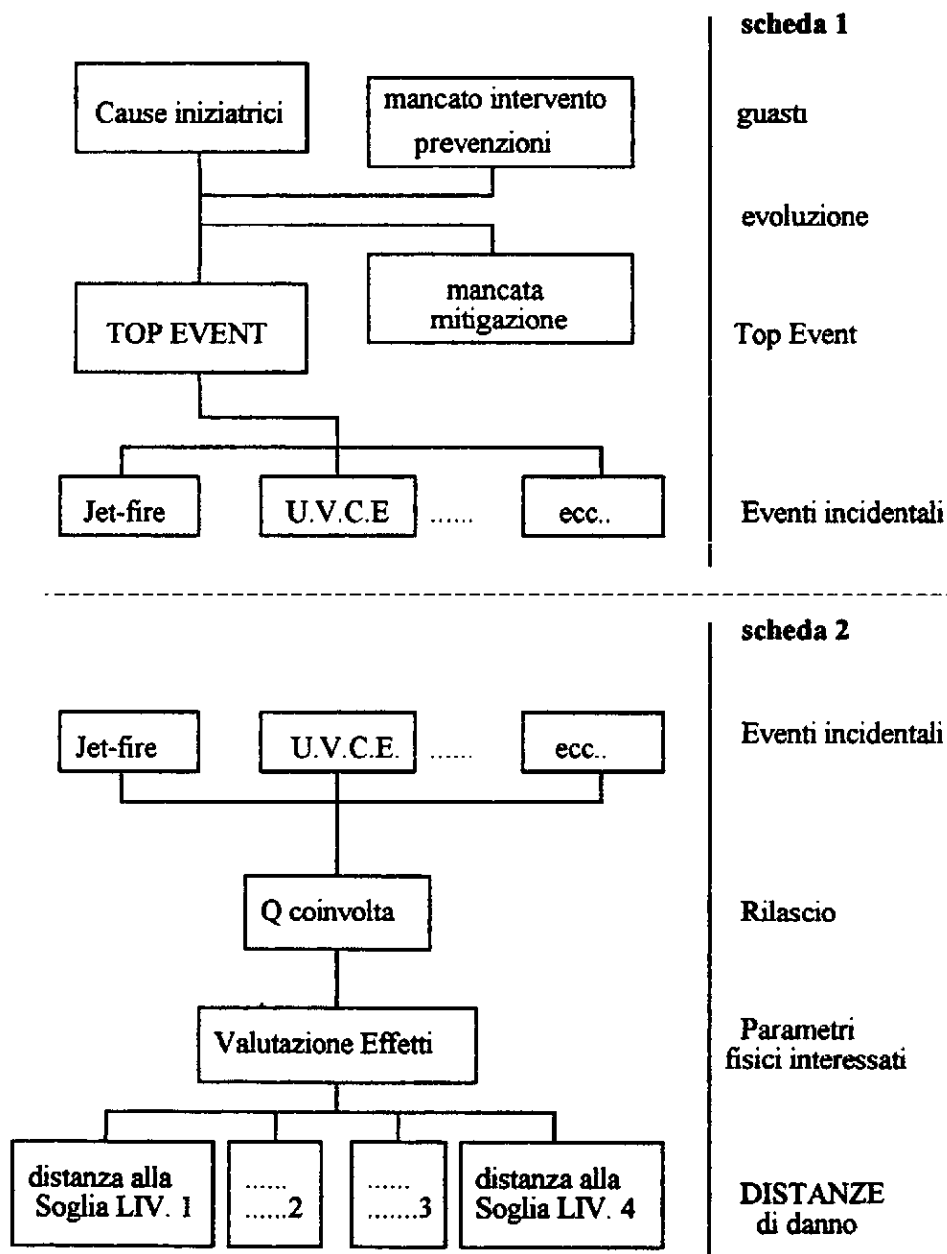 scheda 1
Cause iniziatrici
mancato intervento
prevenzioni
guasti
evoluzione
mancata
mitigazione
TOP EVENT
Top Event
Jet-fire
U.V.C.E
......
ecc..
Eventi incidentali
scheda 2
Eventi incidentali
Jet-fire
U.V.C.E.
......
ecc..
Q coinvolta
Rilascio
Valutazione Effetti
Parametri
fisici interessati
distanza alla
Soglia LIV. 1
......
......2
......
.......3
distanza alla
Soglia LIV. 4
DISTANZE
di danno